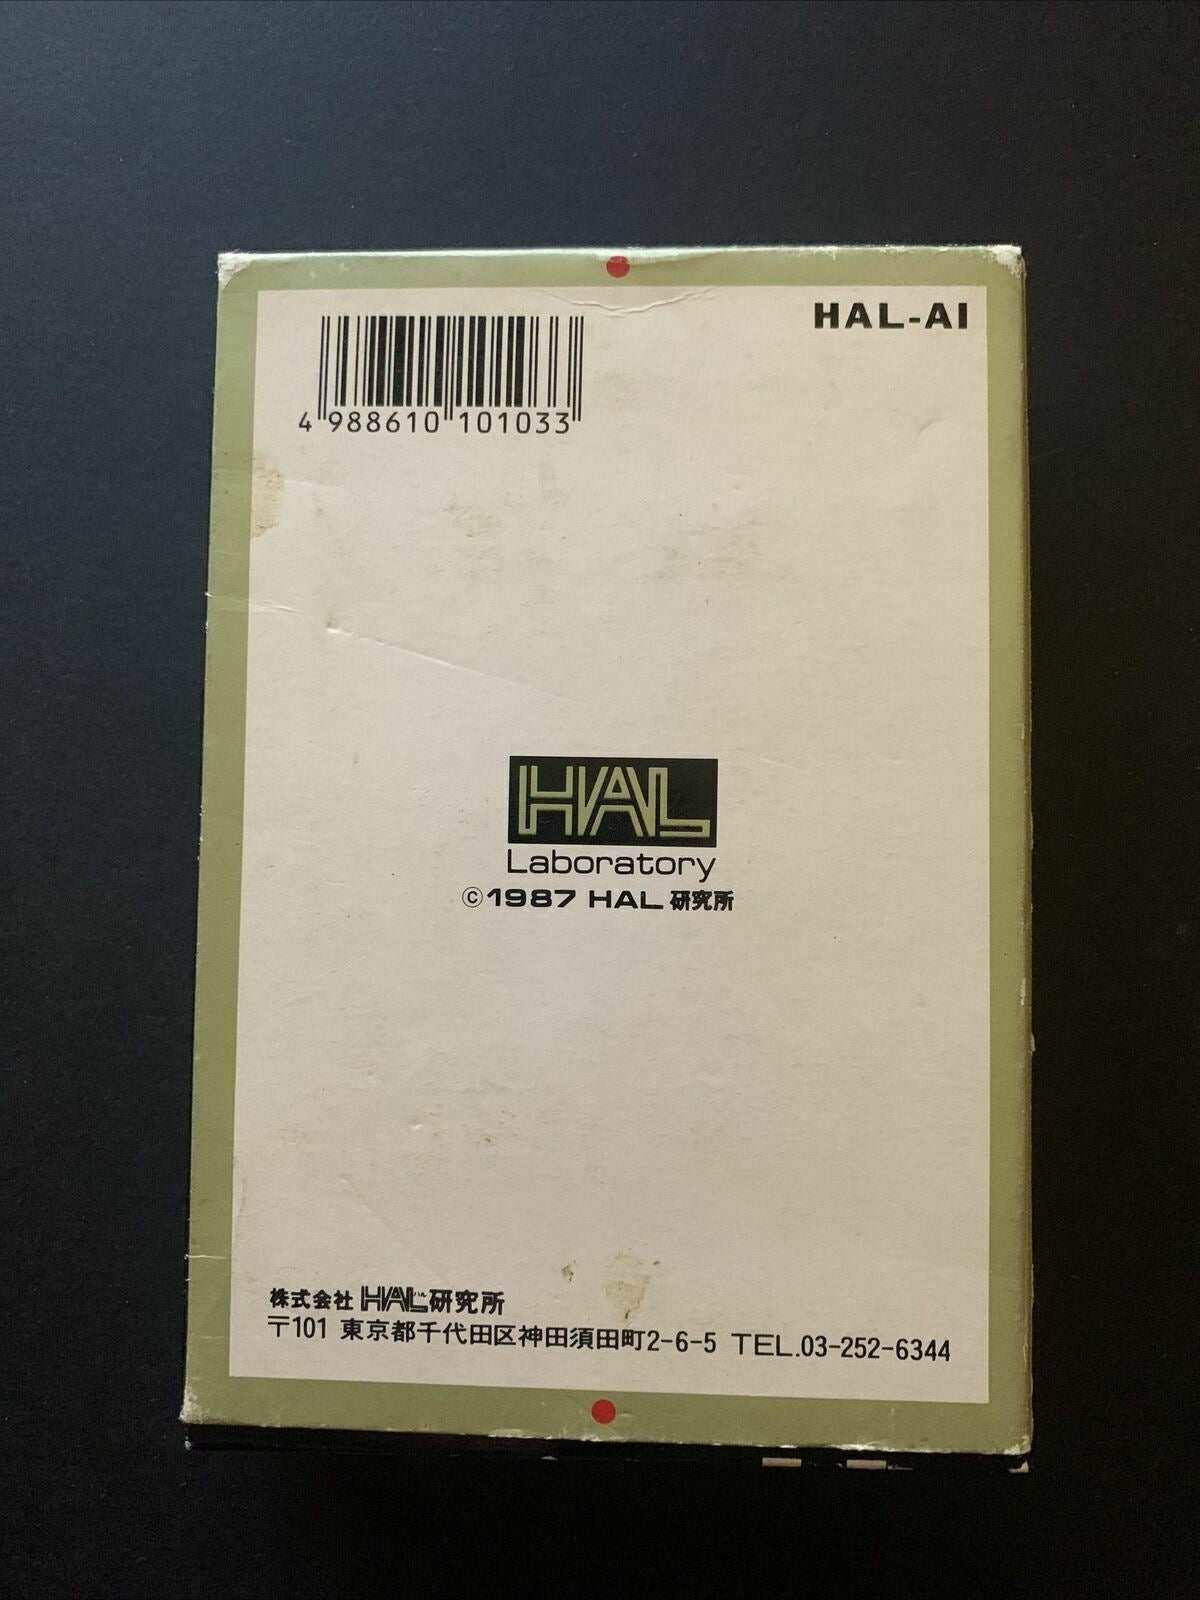 HAL-AI
4 988610 101033
HAL
Laboratory
©1987 HAL 研究所
株式会社 HAL研究所
〒101 東京都千代田区神田須田町2-6-5 TEL.03-252-6344